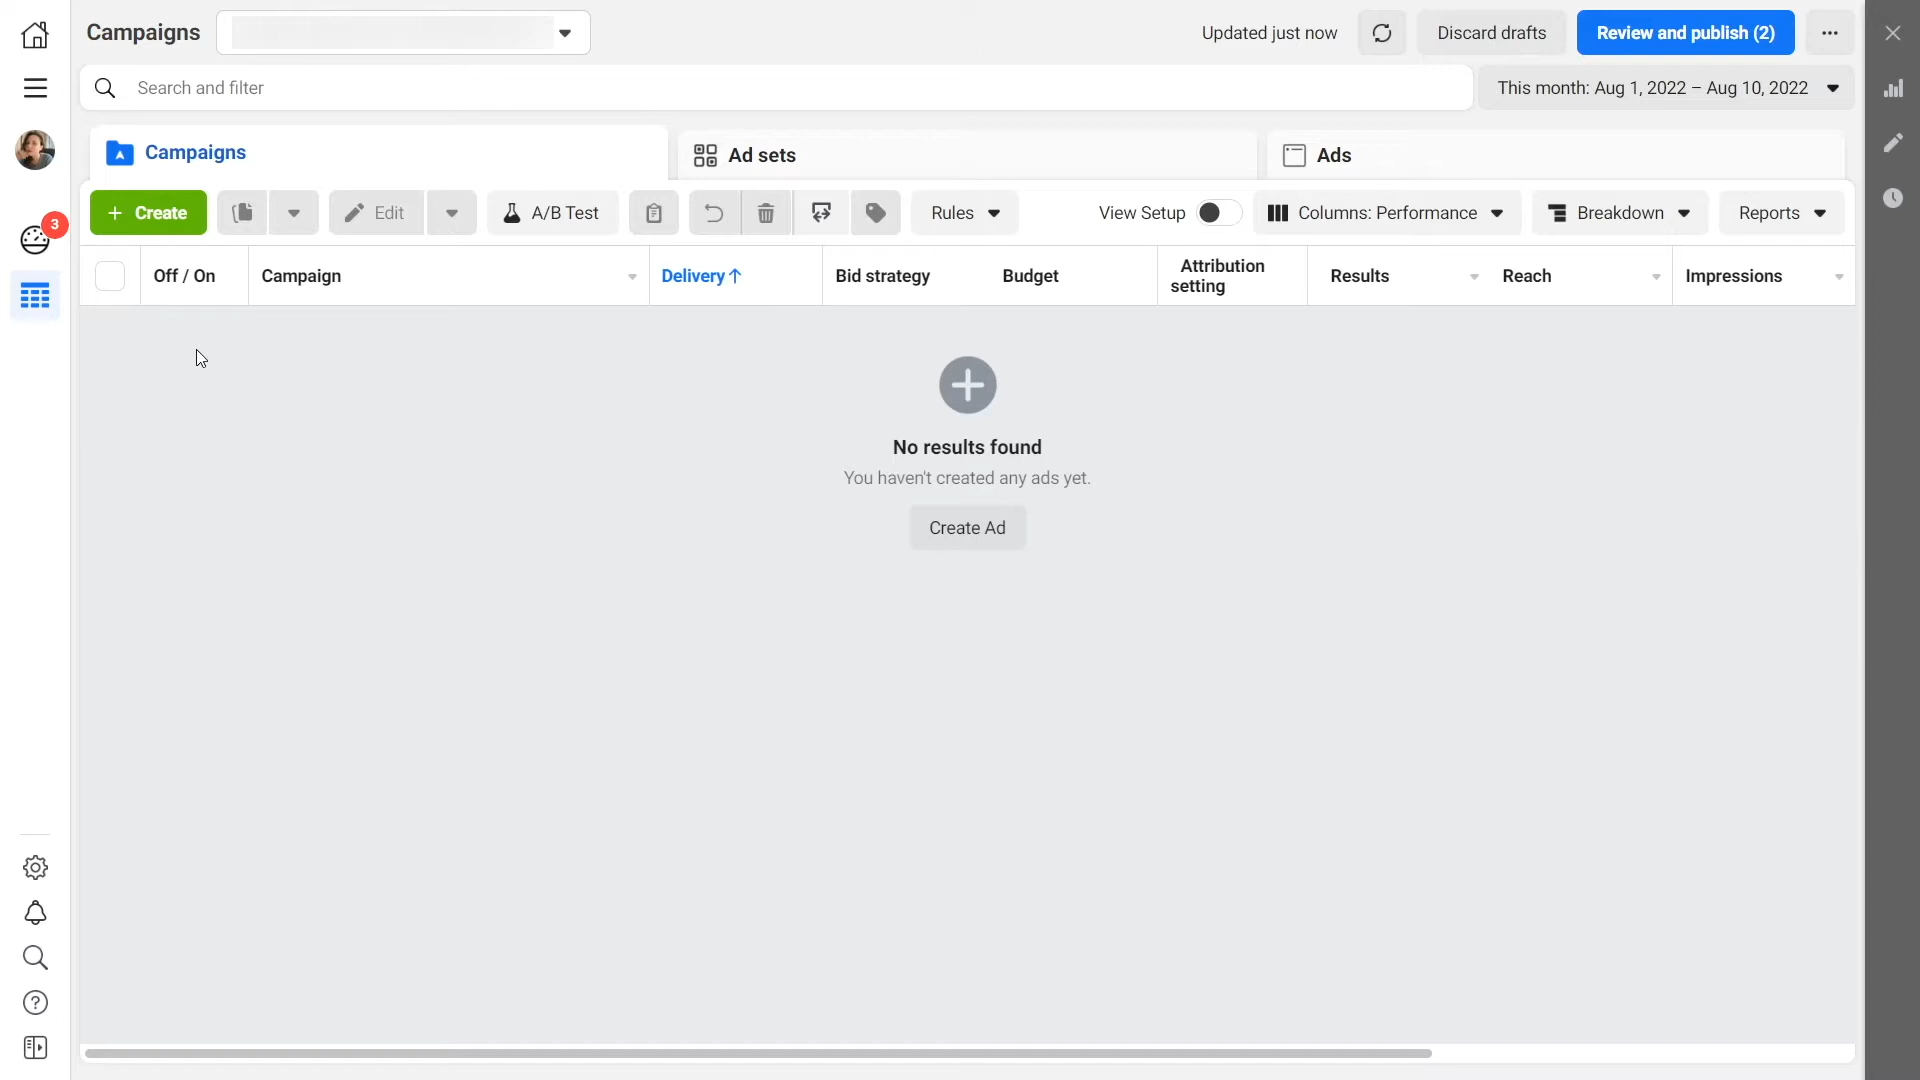 Campaigns
Updated just now
Discard drafts
Review and publish (2)
Search and filter
This month: Aug 1, 2022 – Aug 10, 2022
Campaigns
Ad sets
Ads
3
+ Create
Edit
A/B Test
Rules
View Setup
Columns: Performance
Breakdown
Reports
Off / On
Campaign
Delivery↑
Bid strategy
Budget
Attribution
setting
Results
Reach
Impressions
No results found
You haven't created any ads yet.
Create Ad